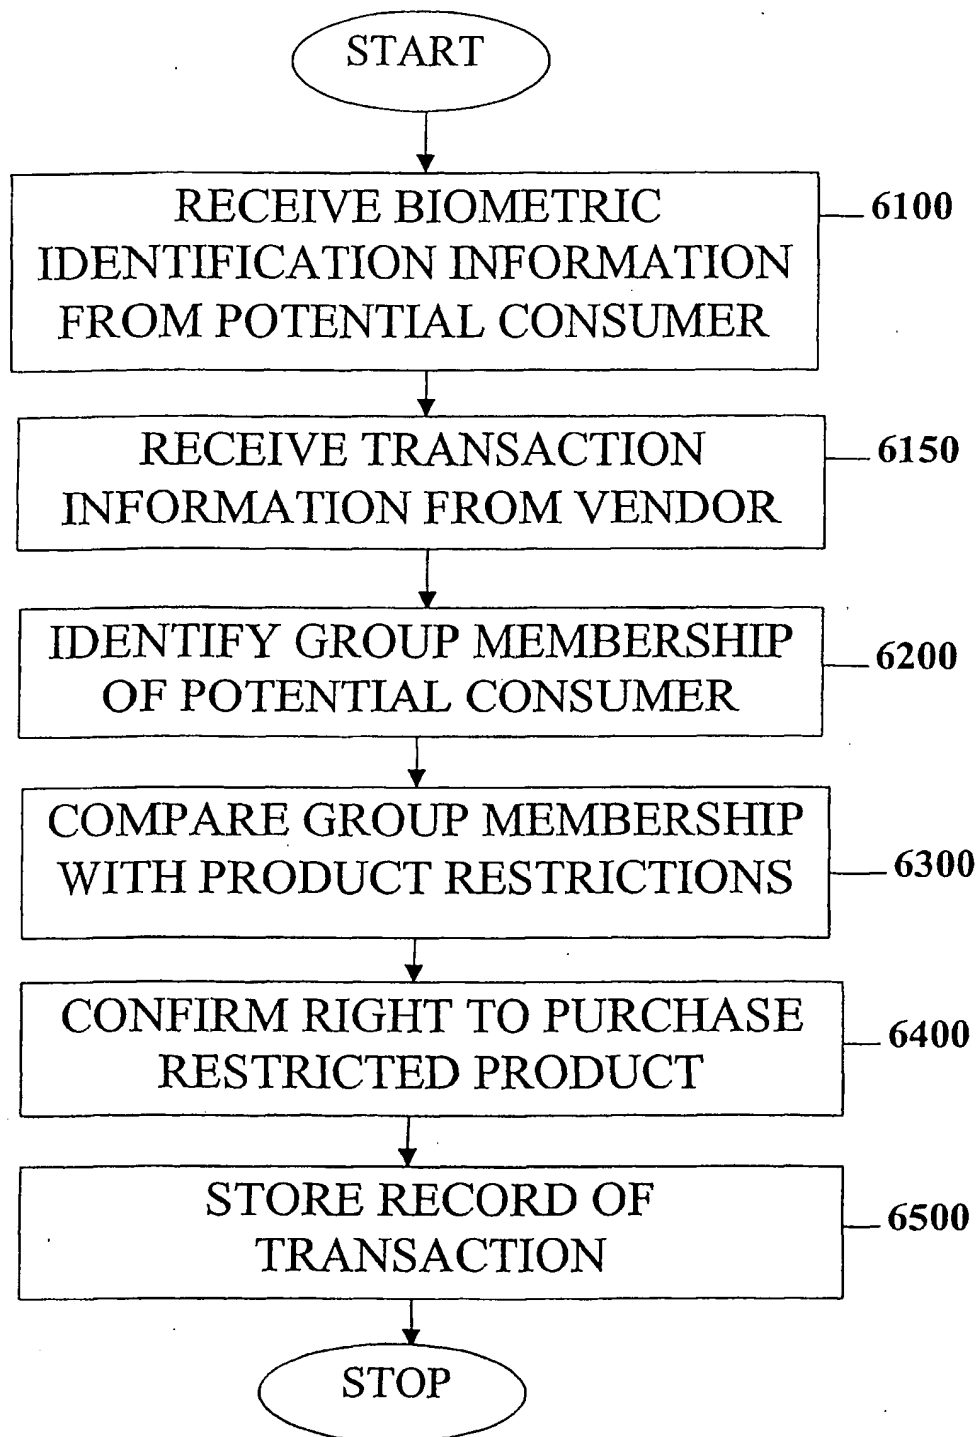 START
RECEIVE BIOMETRIC
IDENTIFICATION INFORMATION
FROM POTENTIAL CONSUMER
6100
RECEIVE TRANSACTION
INFORMATION FROM VENDOR
6150
IDENTIFY GROUP MEMBERSHIP
OF POTENTIAL CONSUMER
6200
COMPARE GROUP MEMBERSHIP
WITH PRODUCT RESTRICTIONS
6300
CONFIRM RIGHT TO PURCHASE
RESTRICTED PRODUCT
6400
STORE RECORD OF
TRANSACTION
6500
STOP